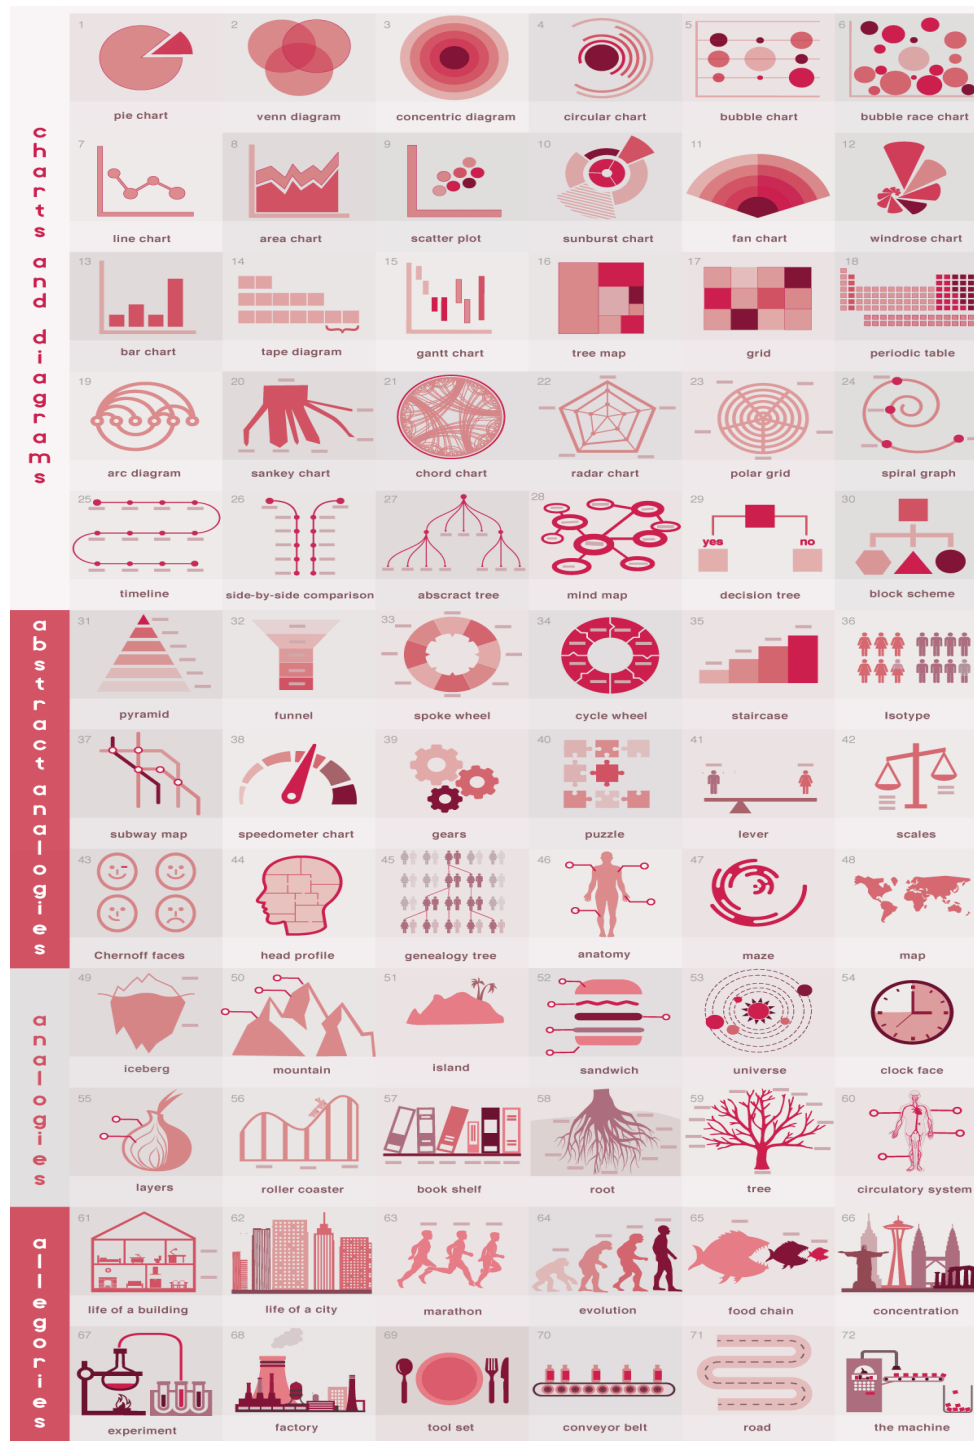 charts and diagrams
1 2 3 4 5 6
pie chart venn diagram concentric diagram circular chart bubble chart bubble race chart
7 8 9 10 11 12
line chart area chart scatter plot sunburst chart fan chart windrose chart
13 14 15 16 17 18
bar chart tape diagram gantt chart tree map grid periodic table
19 20 21 22 23 24
arc diagram sankey chart chord chart radar chart polar grid spiral graph
25 26 27 28 29 30
yes no
timeline side-by-side comparison abscract tree mind map decision tree block scheme
abstract analogies
31 32 33 34 35 36
pyramid funnel spoke wheel cycle wheel staircase Isotype
37 38 39 40 41 42
subway map speedometer chart gears puzzle lever scales
43 44 45 46 47 48
Chernoff faces head profile genealogy tree anatomy maze map
analogies
49 50 51 52 53 54
iceberg mountain island sandwich universe clock face
55 56 57 58 59 60
layers roller coaster book shelf root tree circulatory system
allegories
61 62 63 64 65 66
life of a building life of a city marathon evolution food chain concentration
67 68 69 70 71 72
experiment factory tool set conveyor belt road the machine